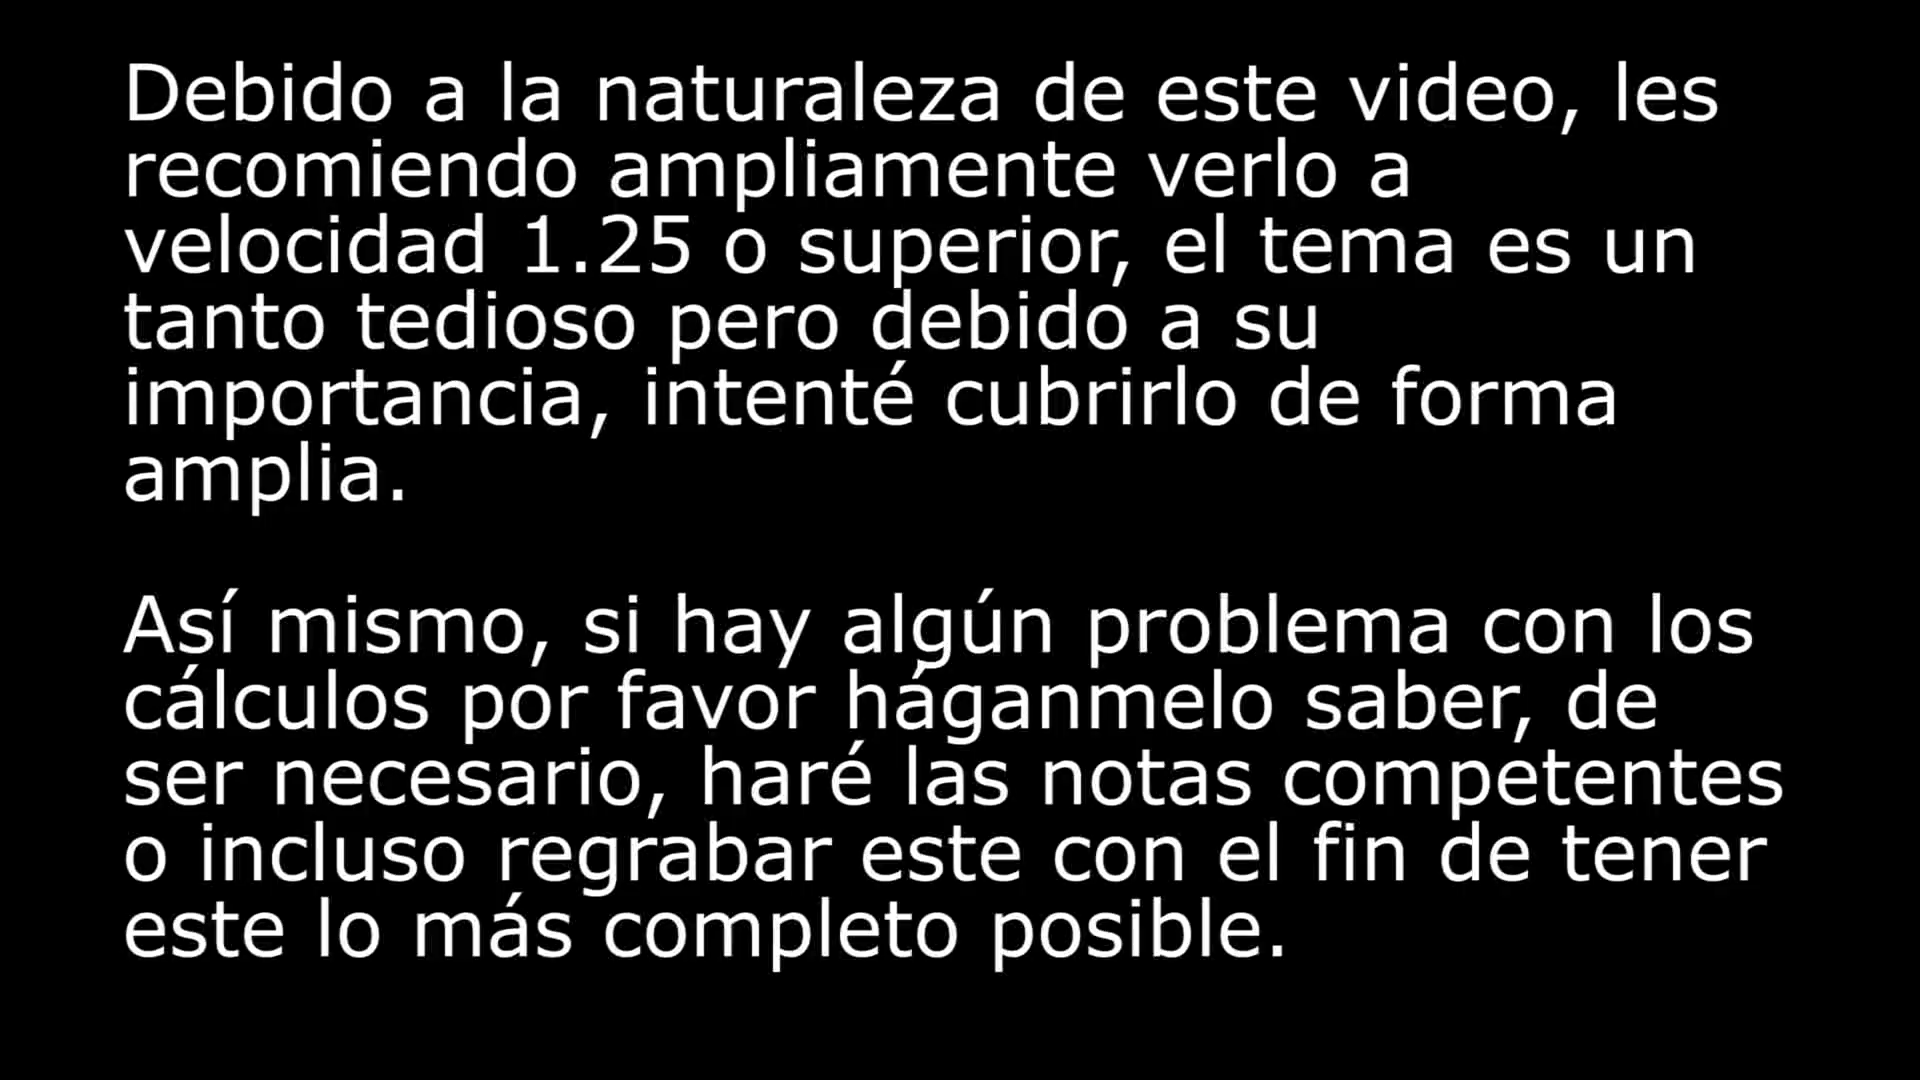 Debido a la naturaleza de este video, les
recomiendo ampliamente verlo a
velocidad 1.25 o superior, el tema es un
tanto tedioso pero debido a su
importancia, intenté cubrirlo de forma
amplia.
Así mismo, si hay algún problema con los
cálculos por favor háganmelo saber, de
ser necesario, haré las notas competentes
o incluso regrabar este con el fin de tener
este lo más completo posible.